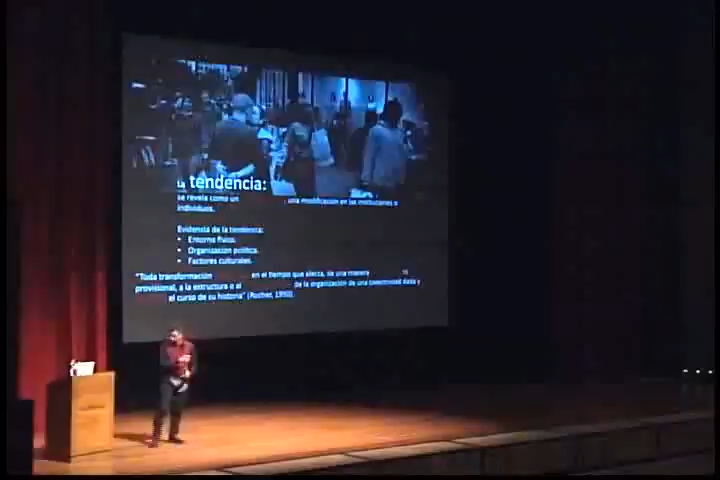 La tendencia:
se revela como un , una modificación en las instituciones o
individuos.
Evidencia de la tendencia:
• Entorno físico.
• Organización política.
• Factores culturales.
"Toda transformación en el tiempo que afecta, de una manera
provisional, a la estructura o al de la organización de una colectividad dada y
el curso de su historia" (Rocher, 1990).